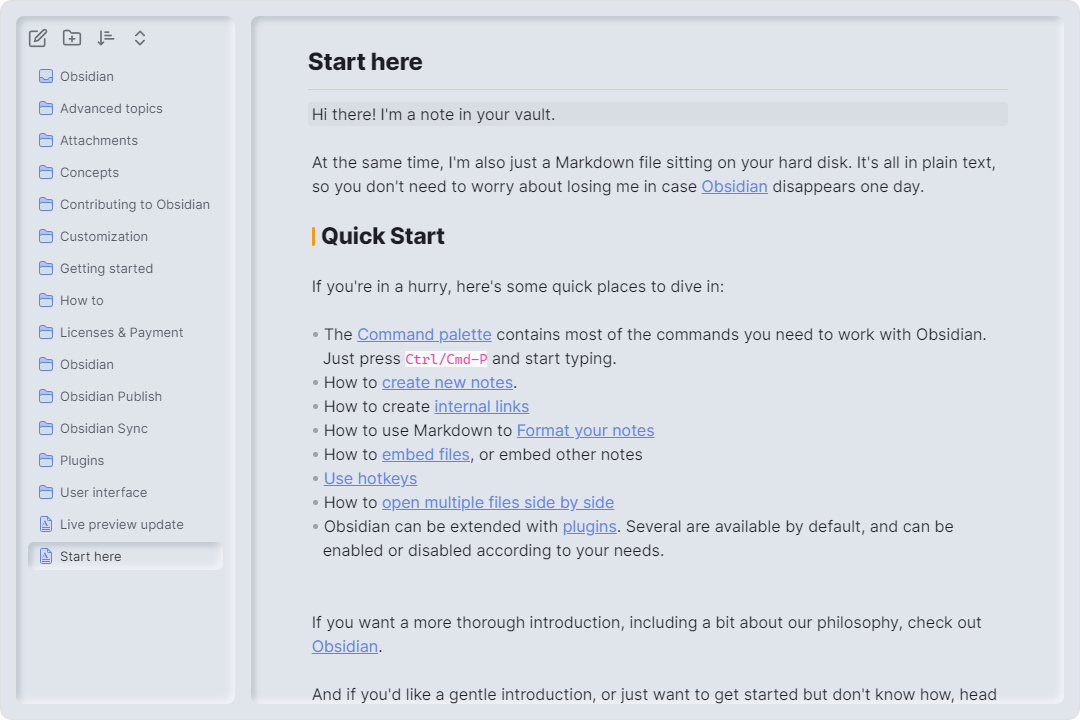 Obsidian
Advanced topics
Attachments
Concepts
Contributing to Obsidian
Customization
Getting started
How to
Licenses & Payment
Obsidian
Obsidian Publish
Obsidian Sync
Plugins
User interface
Live preview update
Start here
Start here
Hi there! I'm a note in your vault.
At the same time, I'm also just a Markdown file sitting on your hard disk. It's all in plain text,
so you don't need to worry about losing me in case Obsidian disappears one day.
Quick Start
If you're in a hurry, here's some quick places to dive in:
• The Command palette contains most of the commands you need to work with Obsidian.
Just press Ctrl/Cmd-P and start typing.
• How to create new notes.
• How to create internal links
• How to use Markdown to Format your notes
• How to embed files, or embed other notes
• Use hotkeys
• How to open multiple files side by side
• Obsidian can be extended with plugins. Several are available by default, and can be
enabled or disabled according to your needs.
If you want a more thorough introduction, including a bit about our philosophy, check out
Obsidian.
And if you'd like a gentle introduction, or just want to get started but don't know how, head